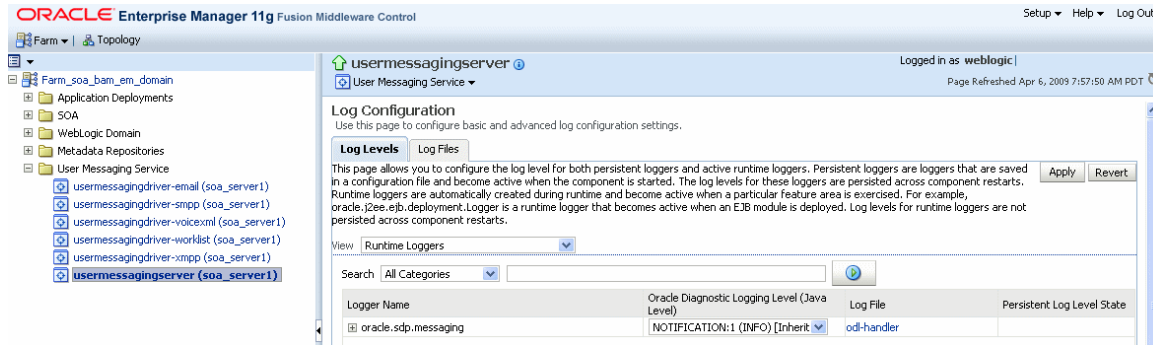 ORACLE Enterprise Manager 11g Fusion Middleware Control
Setup Help Log Out
Farm Topology
usermessagingserver
Logged in as weblogic
User Messaging Service
Page Refreshed Apr 6, 2009 7:57:50 AM PDT
Farm_soa_bam_em_domain
Application Deployments
SOA
WebLogic Domain
Metadata Repositories
User Messaging Service
usermessagingdriver-email (soa_server1)
usermessagingdriver-smpp (soa_server1)
usermessagingdriver-voicexml (soa_server1)
usermessagingdriver-worklist (soa_server1)
usermessagingdriver-xmpp (soa_server1)
usermessagingserver (soa_server1)
Log Configuration
Use this page to configure basic and advanced log configuration settings.
Log Levels Log Files
This page allows you to configure the log level for both persistent loggers and active runtime loggers. Persistent loggers are loggers that are saved
in a configuration file and become active when the component is started. The log levels for these loggers are persisted across component restarts.
Runtime loggers are automatically created during runtime and become active when a particular feature area is exercised. For example,
oracle.j2ee.ejb.deployment.Logger is a runtime logger that becomes active when an EJB module is deployed. Log levels for runtime loggers are not
persisted across component restarts.
Apply Revert
View Runtime Loggers
Search All Categories
Logger Name
Oracle Diagnostic Logging Level (Java
Level)
Log File
Persistent Log Level State
oracle.sdp.messaging
NOTIFICATION:1 (INFO) [Inherit
odl-handler